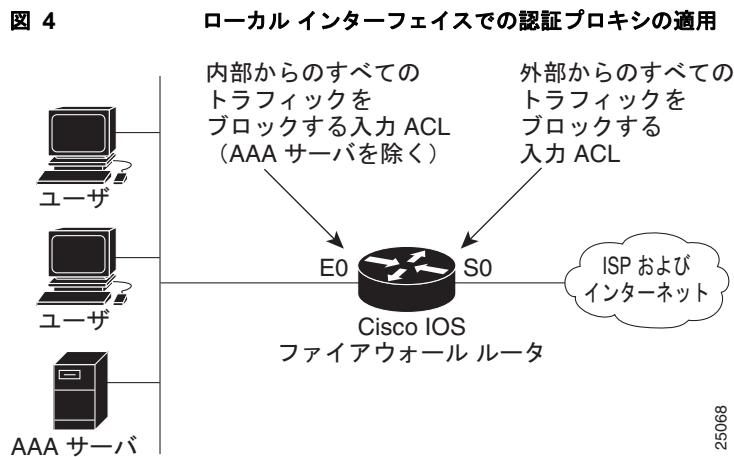 図 4 ローカル インターフェイスでの認証プロキシの適用
内部からのすべての
トラフィックを
ブロックする入力 ACL
（AAA サーバを除く）
外部からのすべての
トラフィックを
ブロックする
入力 ACL
ユーザ
E0
S0
ISP および
インターネット
ユーザ
Cisco IOS
ファイアウォール ルータ
AAA サーバ
25068